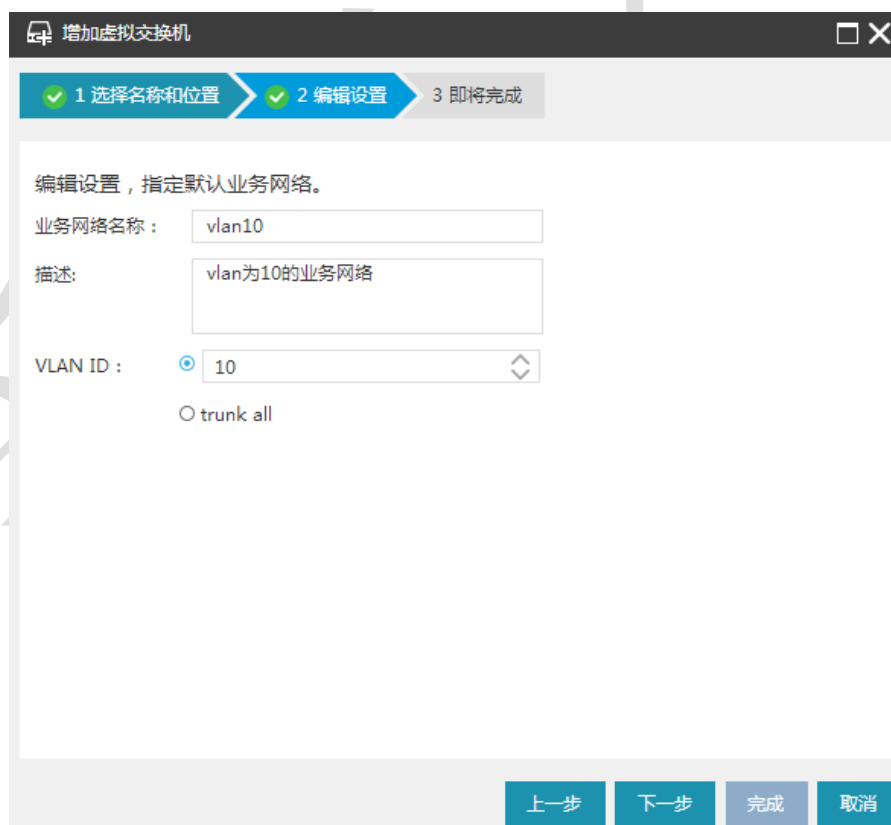 增加虚拟交换机
1 选择名称和位置 2 编辑设置 3 即将完成
编辑设置，指定默认业务网络。
业务网络名称： vlan10
描述: vlan为10的业务网络
VLAN ID： 10
trunk all
上一步 下一步 完成 取消